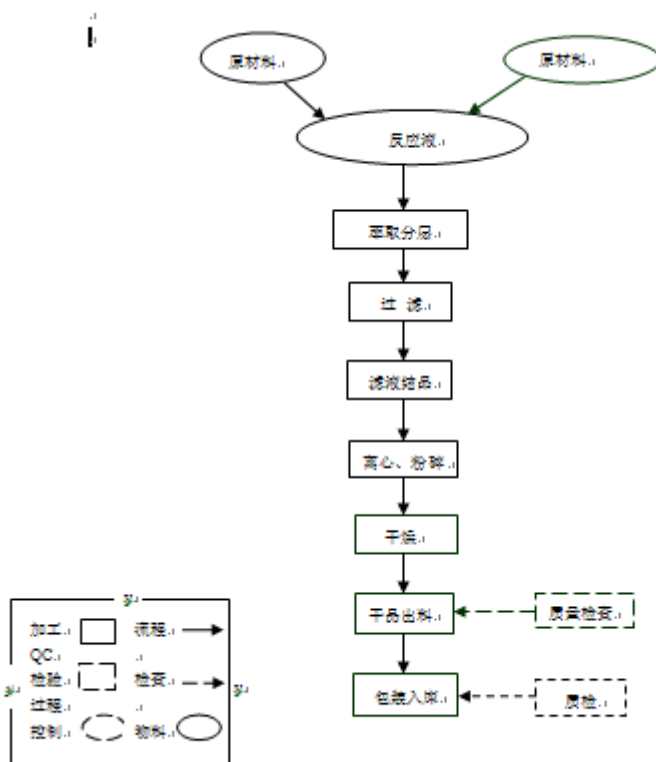 原材料
原材料
反应液
萃取分层
过 滤
滤液结晶
离心、粉碎
干燥
干品出料
质量检查
包装入库
质检
加工 流程
QC
检验 检查
过程
控制 物料